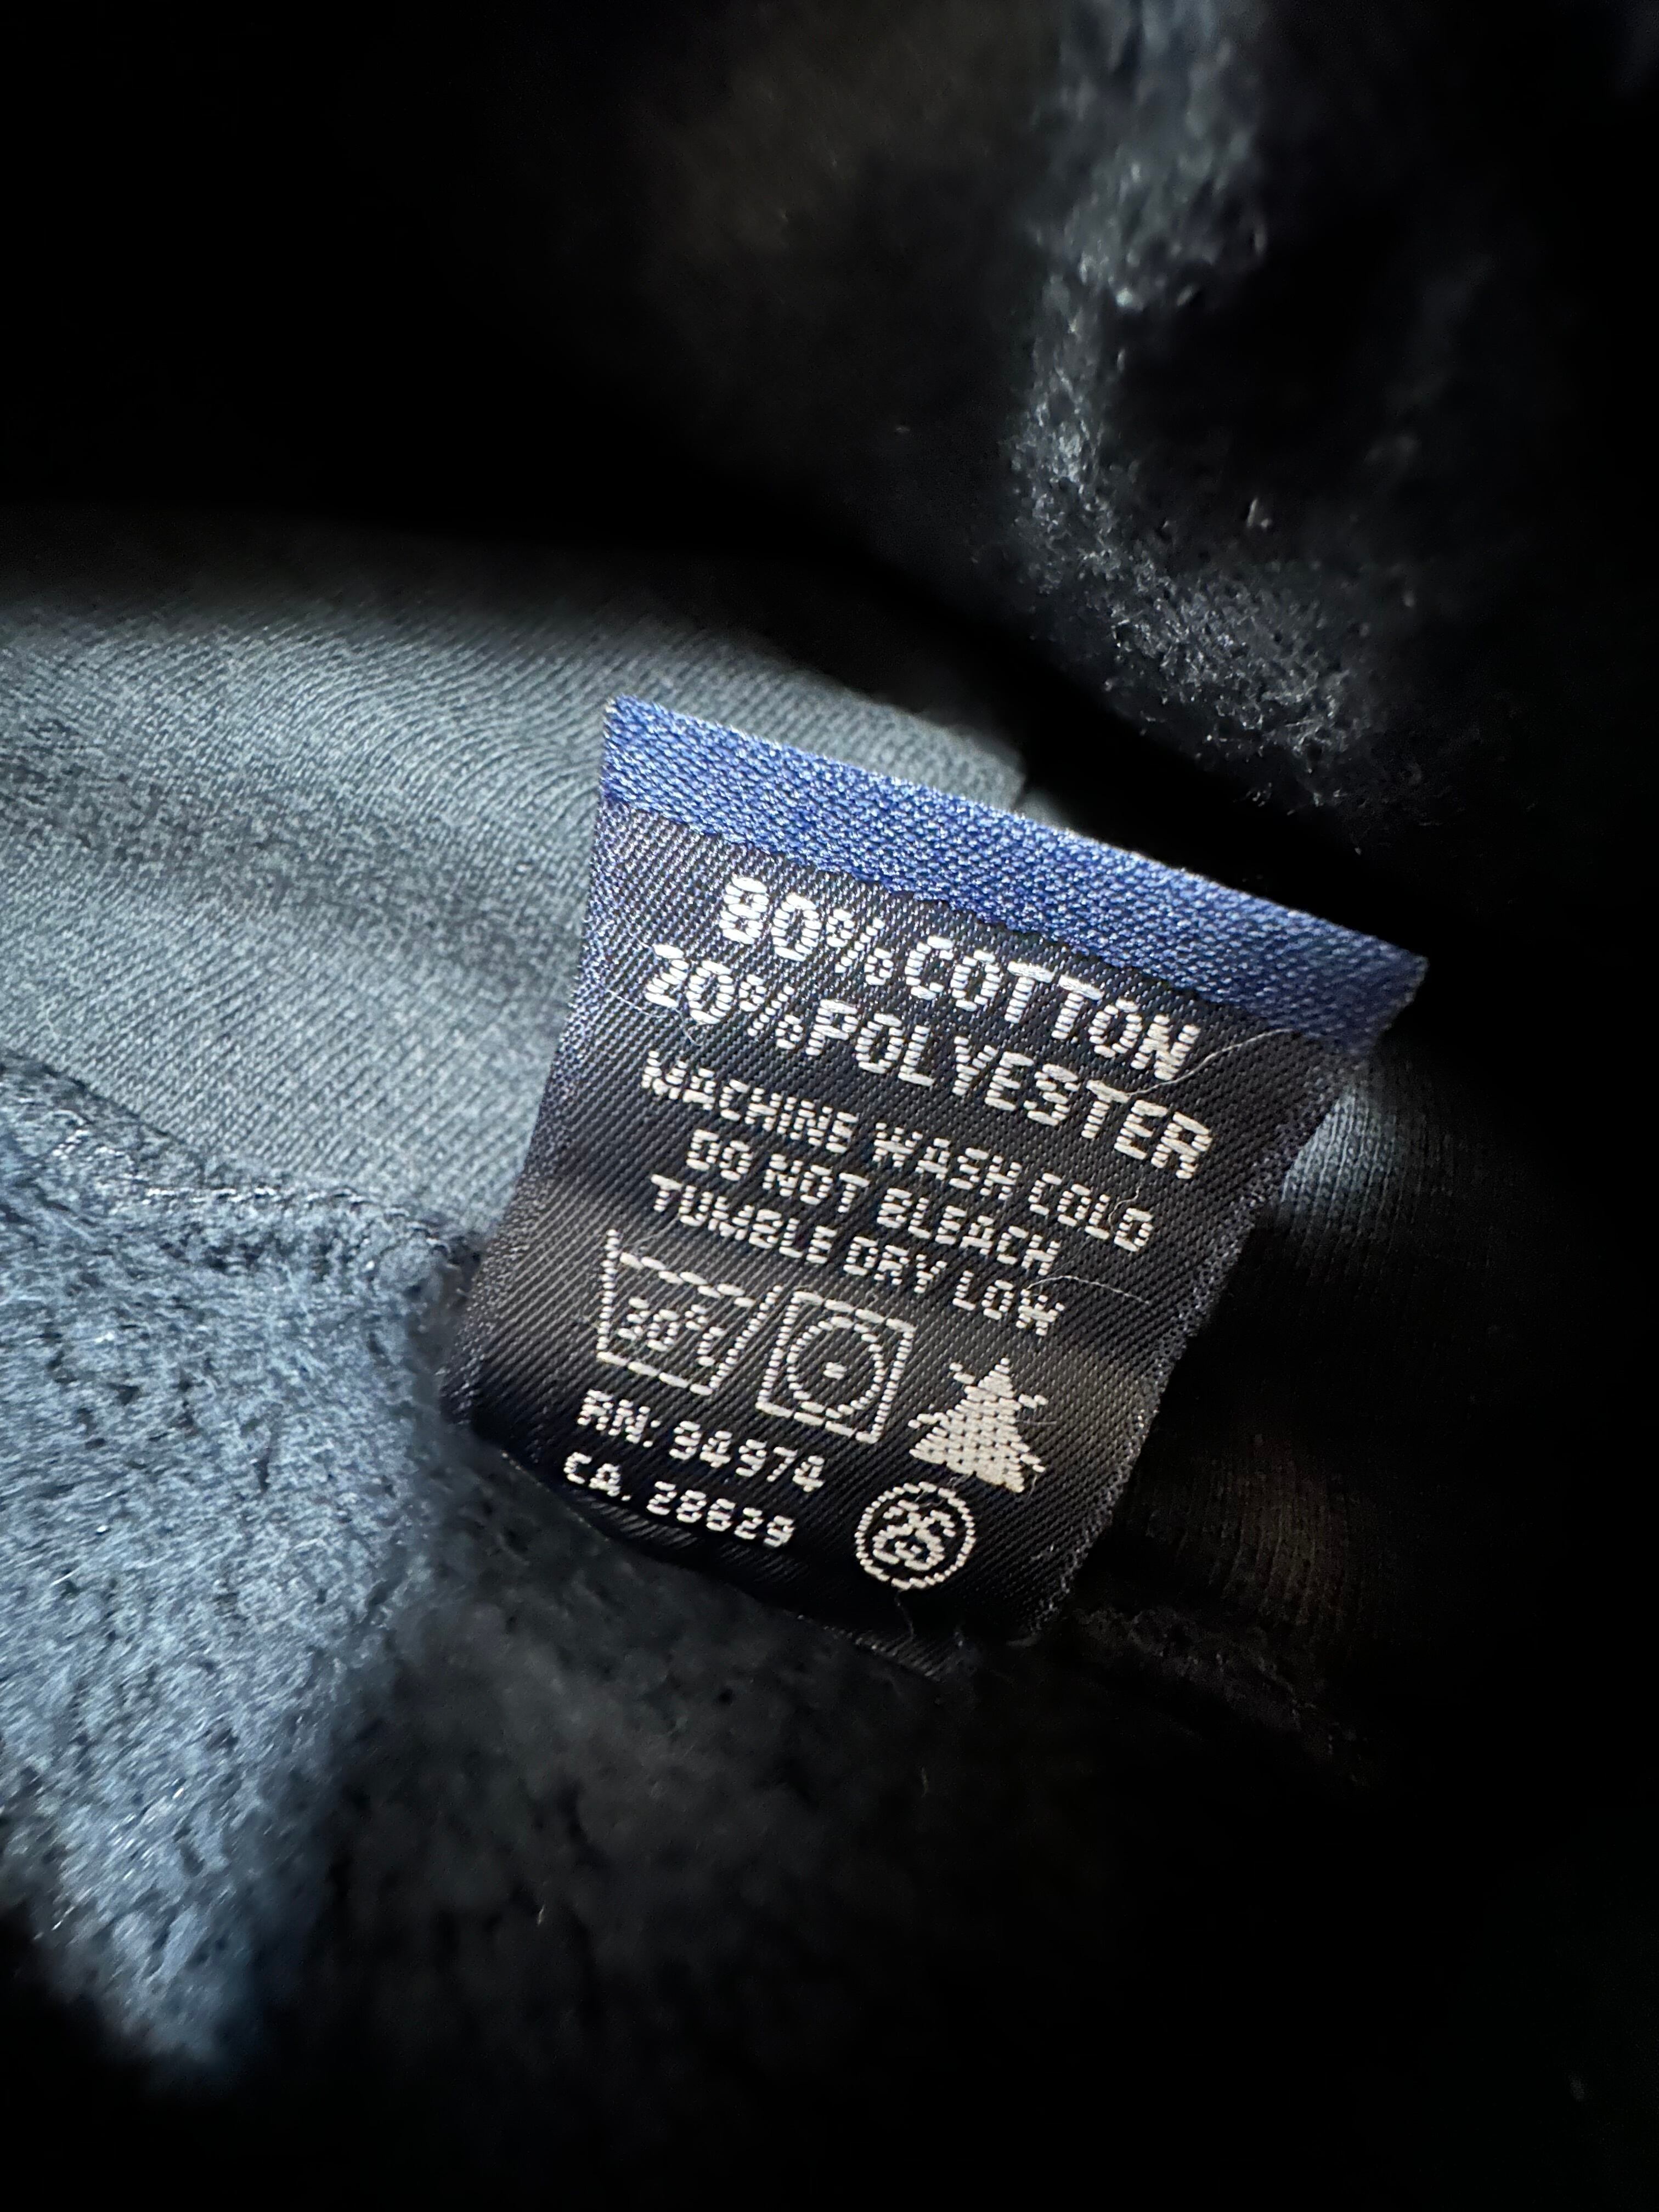 80%COTTON
20%POLYESTER
MACHINE WASH COLD
DO NOT BLEACH
TUMBLE DRY LOW
30°C
RN: 94974
CA. 28629